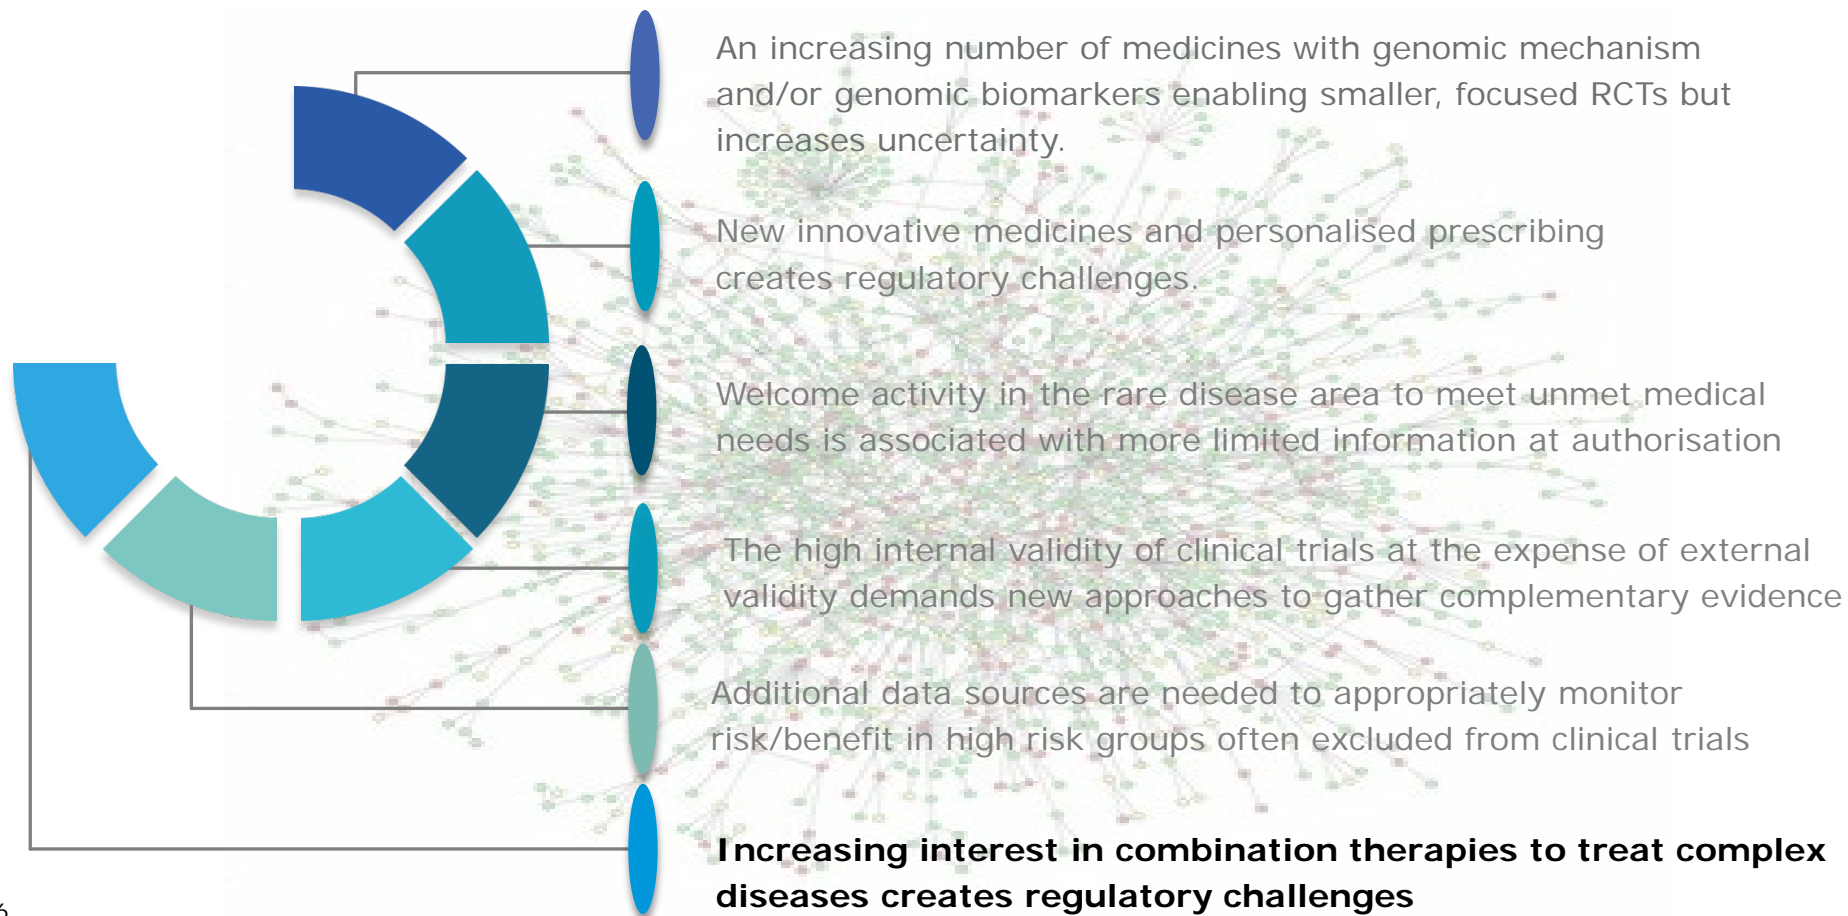 An increasing number of medicines with genomic mechanism
and/or genomic biomarkers enabling smaller, focused RCTs but
increases uncertainty.
New innovative medicines and personalised prescribing
creates regulatory challenges.
Welcome activity in the rare disease area to meet unmet medical
needs is associated with more limited information at authorisation
The high internal validity of clinical trials at the expense of external
validity demands new approaches to gather complementary evidence
Additional data sources are needed to appropriately monitor
risk/benefit in high risk groups often excluded from clinical trials
Increasing interest in combination therapies to treat complex
diseases creates regulatory challenges